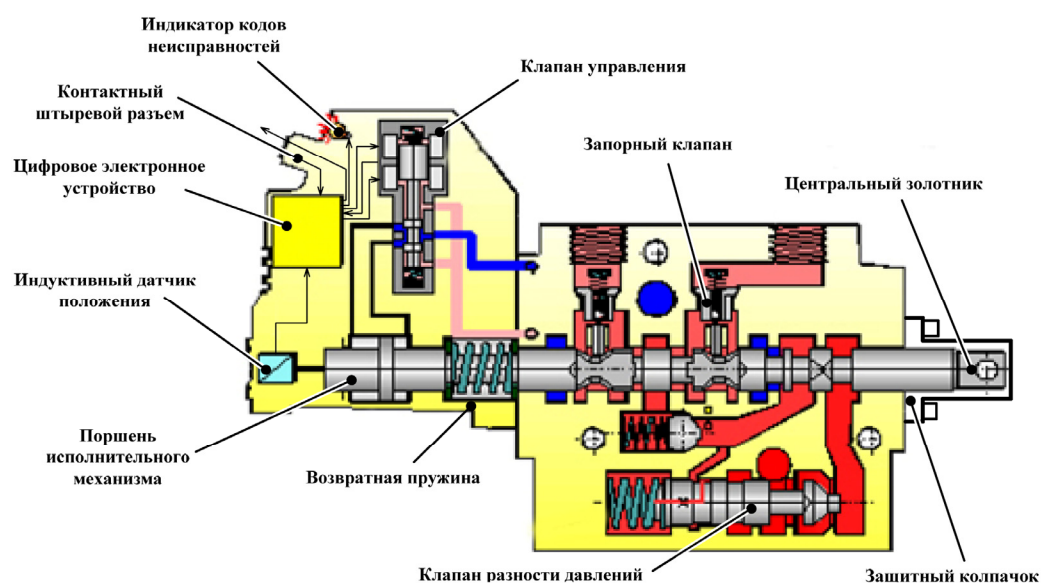 Индикатор кодов
неисправностей
Клапан управления
Контактный
штыревой разъем
Запорный клапан
Цифровое электронное
устройство
Центральный золотник
Индуктивный датчик
положения
Поршень
исполнительного
механизма
Возвратная пружина
Клапан разности давлений
Зашитный колпачок